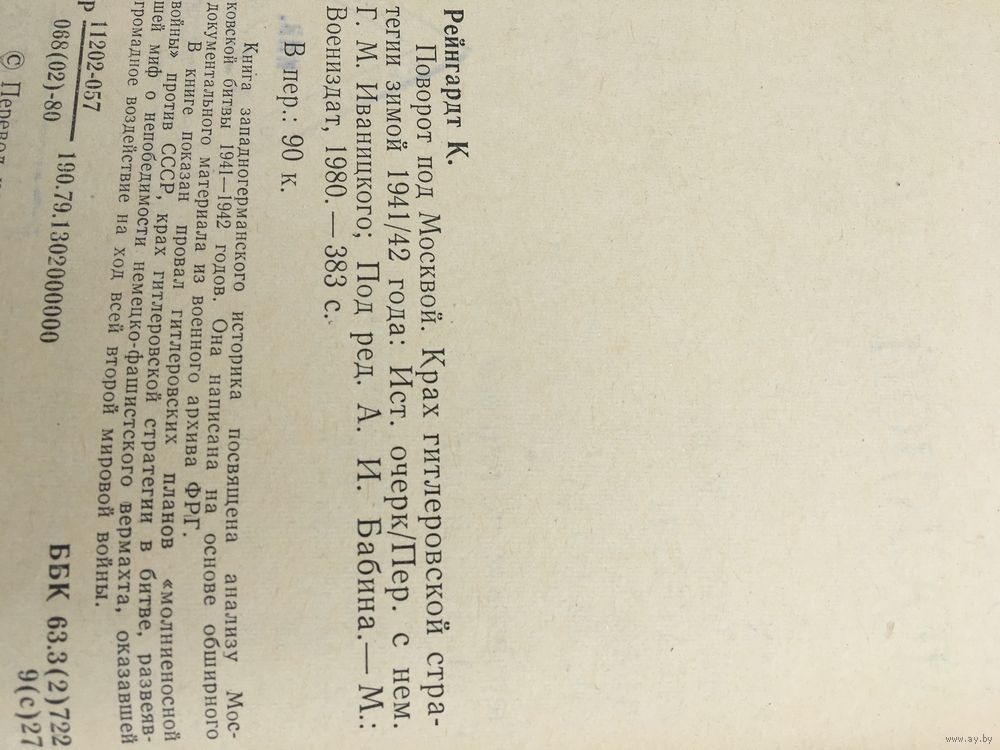 Рейнгардт К.
Поворот под Москвой. Крах гитлеровской стра-
тегии зимой 1941/42 года: Ист. очерк/Пер. с нем.
Г. М. Иваницкого; Под ред. А. И. Бабина.— М.:
Воениздат, 1980.— 383 с.
В пер.: 90 к.
Книга западногерманского историка посвящена анализу Мос-
ковской битвы 1941—1942 годов. Она написана на основе обширного
документального материала из военного архива ФРГ.
В книге показан провал гитлеровских планов «молниеносной
войны» против СССР, крах гитлеровской стратегии в битве, развеяв-
шей миф о непобедимости немецко-фашистского вермахта, оказавшей
громадное воздействие на ход всей второй мировой войны.
Р 11202-057
068(02)-80 190.79.1302000000
ББК 63.3(2)722
9(с)27
© Перевод
www.ay.by